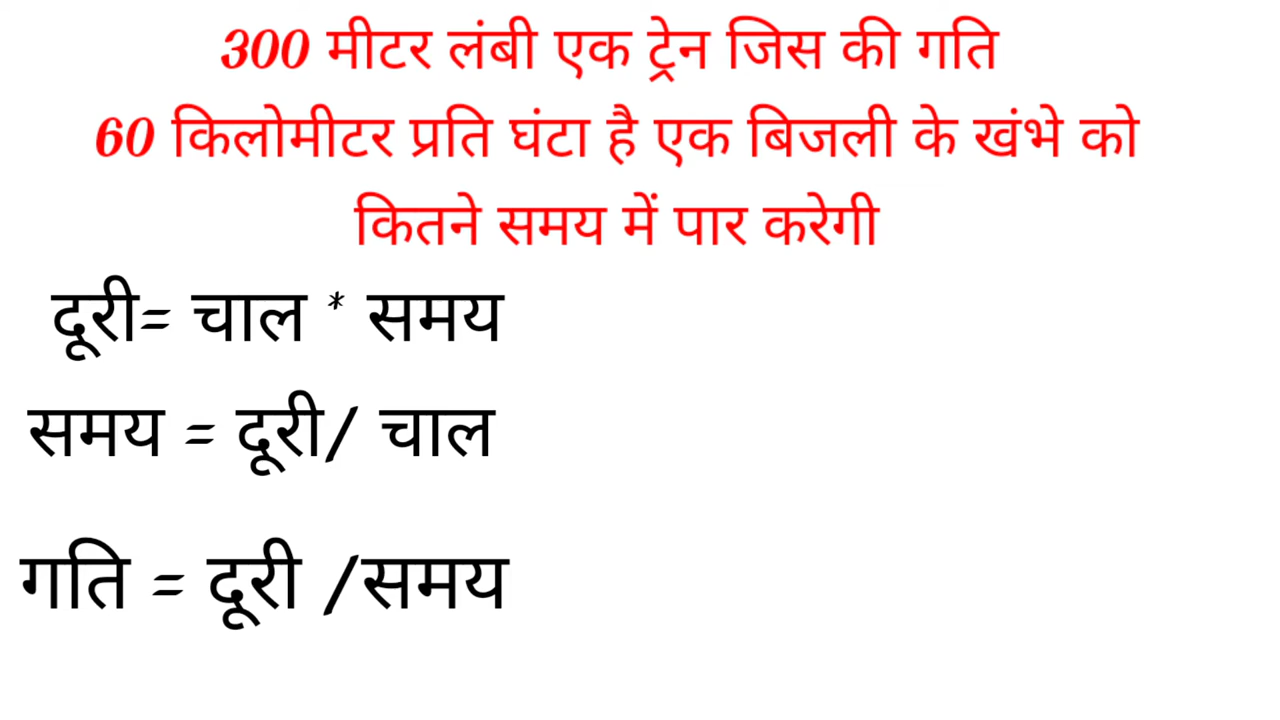 300 मीटर लंबी एक ट्रेन जिस की गति
60 किलोमीटर प्रति घंटा है एक बिजली के खंभे को
कितने समय में पार करेगी
दूरी= चाल * समय
समय = दूरी/ चाल
गति = दूरी /समय